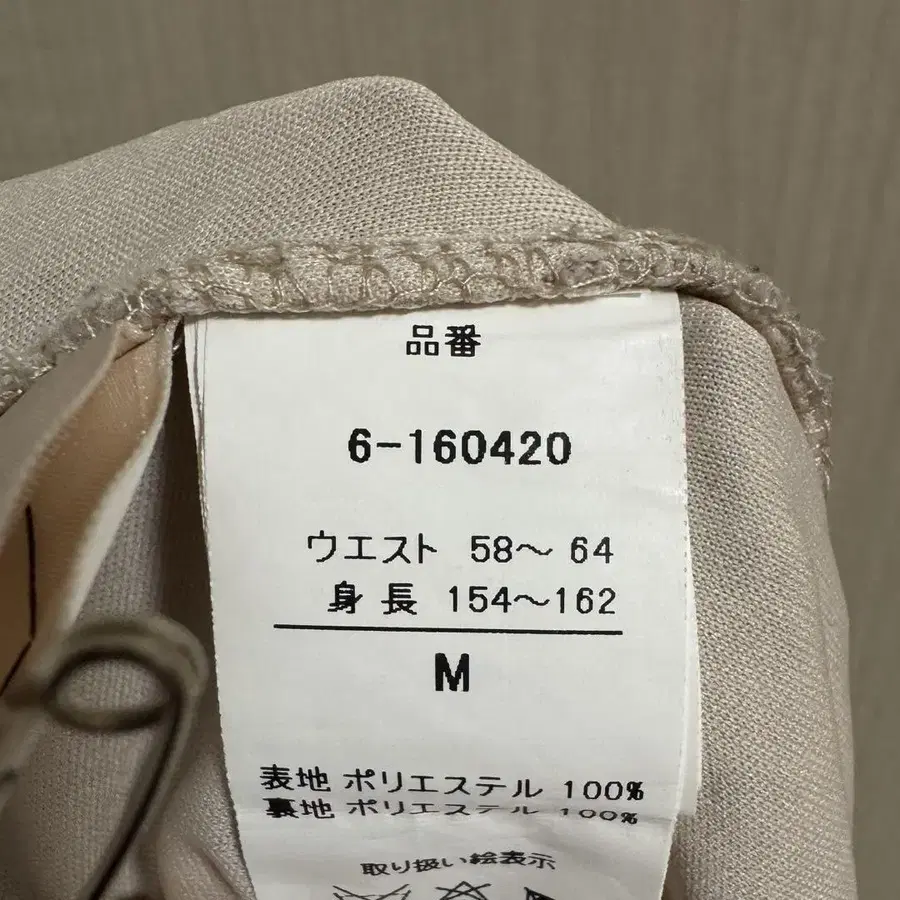 品番
6-160420
ウエスト 58～ 64
身長 154～162
M
表地 ポリエステル 100%
裏地 ポリエステル 100%
取り扱い絵表示